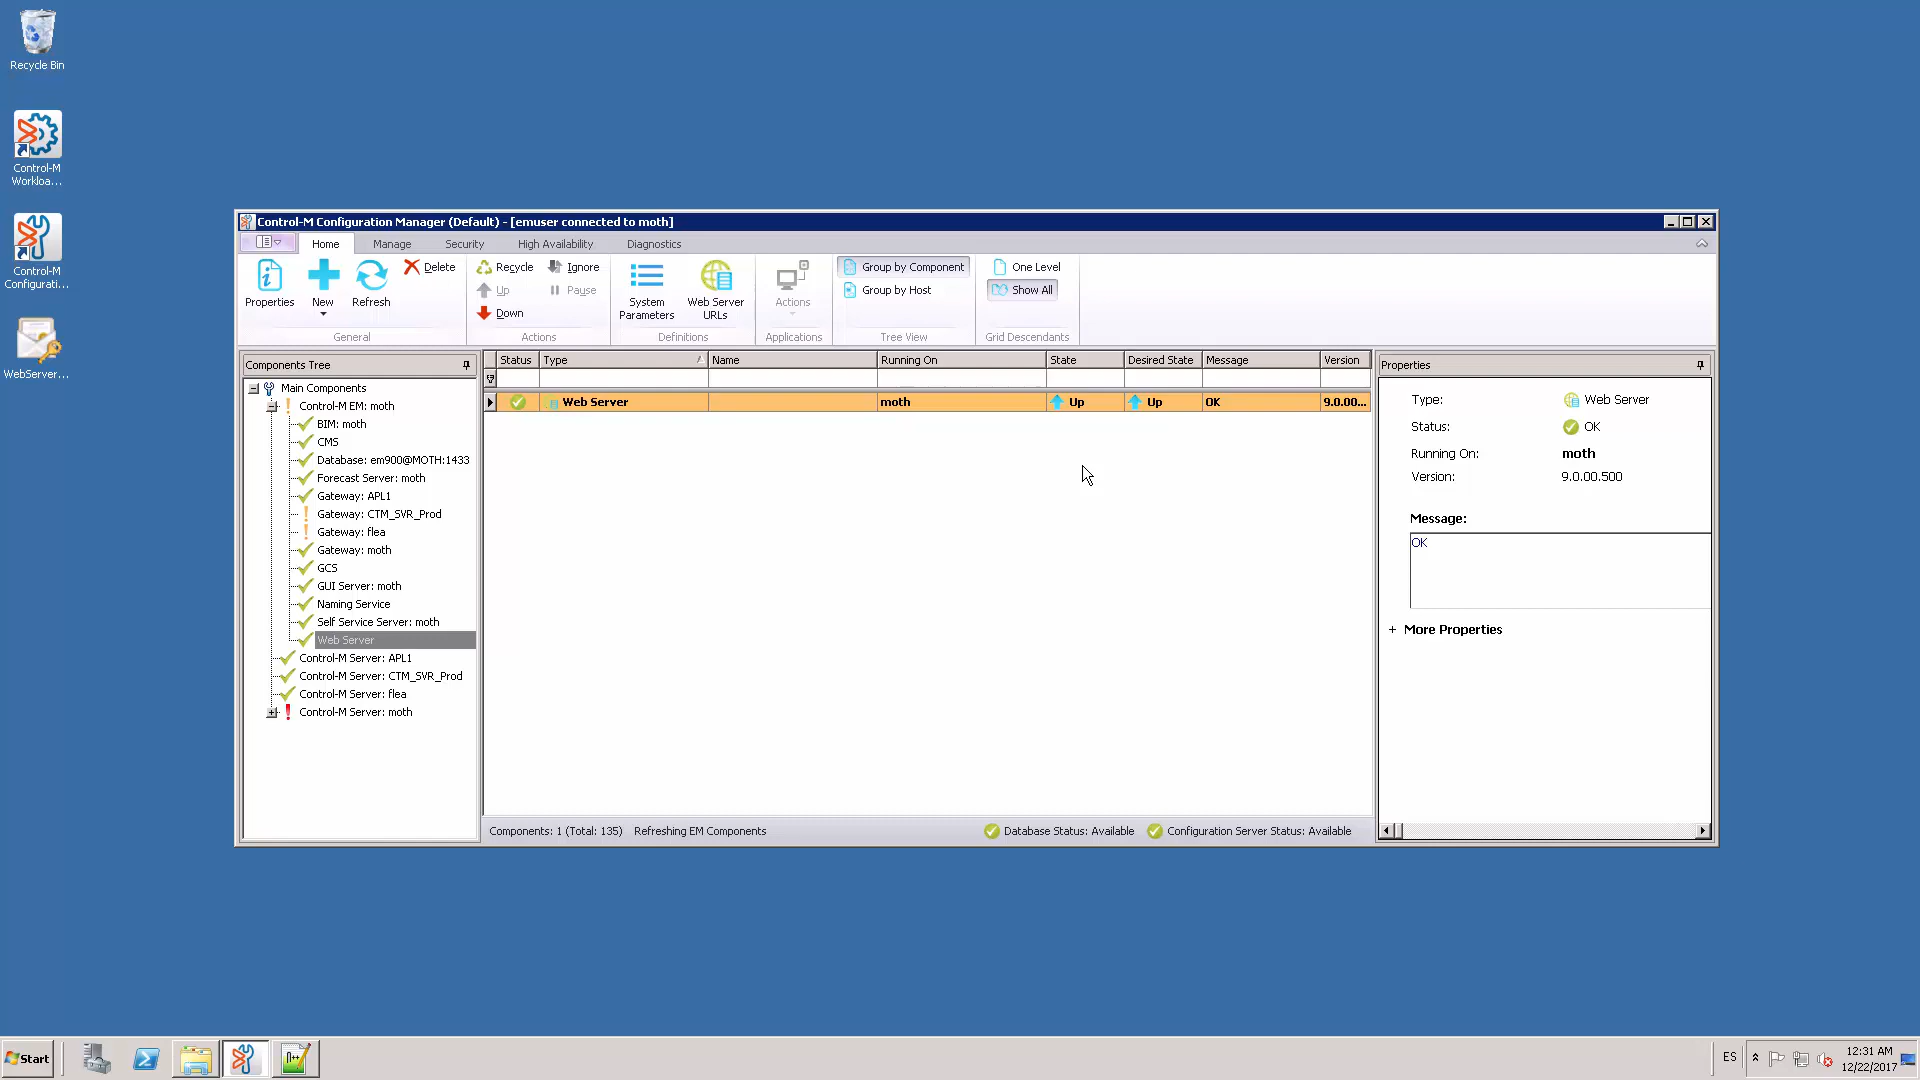 Recycle Bin
Control-M
Workloa...
Control-M
Configurati...
WebServer...
Control-M Configuration Manager (Default) - [emuser connected to moth]
Home Manage Security High Availability Diagnostics
Properties New Refresh Delete
General
Recycle Ignore
Up Pause
Down
Actions
System Parameters
Web Server URLs
Definitions
Actions
Applications
Group by Component
Group by Host
Tree View
One Level
Show All
Grid Descendants
Components Tree
Main Components
Control-M EM: moth
BIM: moth
CMS
Database: em900@MOTH:1433
Forecast Server: moth
Gateway: APL1
Gateway: CTM_SVR_Prod
Gateway: flea
Gateway: moth
GCS
GUI Server: moth
Naming Service
Self Service Server: moth
Web Server
Control-M Server: APL1
Control-M Server: CTM_SVR_Prod
Control-M Server: flea
Control-M Server: moth
Status Type Name Running On State Desired State Message Version
Web Server moth Up Up OK 9.0.00...
Components: 1 (Total: 135) Refreshing EM Components Database Status: Available Configuration Server Status: Available
Properties
Type: Web Server
Status: OK
Running On: moth
Version: 9.0.00.500
Message:
OK
+ More Properties
Start
ES
12:31 AM
12/22/2017